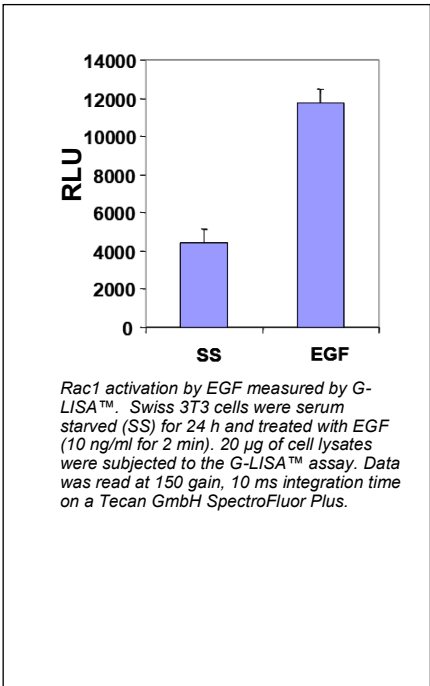 14000
12000
10000
8000
6000
4000
2000
0
RLU
SS EGF
Rac1 activation by EGF measured by G-
LISA™. Swiss 3T3 cells were serum
starved (SS) for 24 h and treated with EGF
(10 ng/ml for 2 min). 20 µg of cell lysates
were subjected to the G-LISA™ assay. Data
was read at 150 gain, 10 ms integration time
on a Tecan GmbH SpectroFluor Plus.